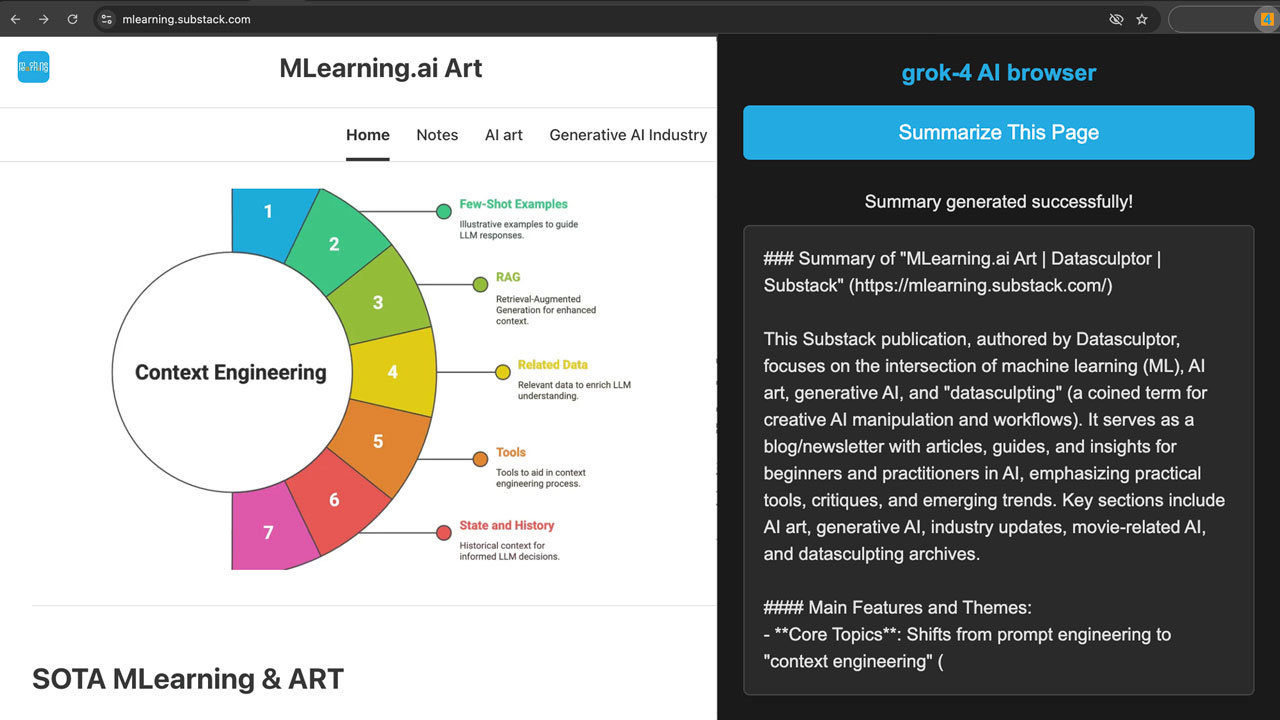 mlearning.substack.com
4
MLearning.ai Art
Home Notes AI art Generative AI Industry
1
2
3
4
5
6
7
Context Engineering
Few-Shot Examples
Illustrative examples to guide
LLM responses.
RAG
Retrieval-Augmented
Generation for enhanced
context.
Related Data
Relevant data to enrich LLM
understanding.
Tools
Tools to aid in context
engineering process.
State and History
Historical context for
informed LLM decisions.
SOTA MLearning & ART
grok-4 AI browser
Summarize This Page
Summary generated successfully!
### Summary of "MLearning.ai Art | Datasculptor |
Substack" (https://mlearning.substack.com/)
This Substack publication, authored by Datasculptor,
focuses on the intersection of machine learning (ML), AI
art, generative AI, and "datasculpting" (a coined term for
creative AI manipulation and workflows). It serves as a
blog/newsletter with articles, guides, and insights for
beginners and practitioners in AI, emphasizing practical
tools, critiques, and emerging trends. Key sections include
AI art, generative AI, industry updates, movie-related AI,
and datasculpting archives.
#### Main Features and Themes:
- **Core Topics**: Shifts from prompt engineering to
"context engineering" (